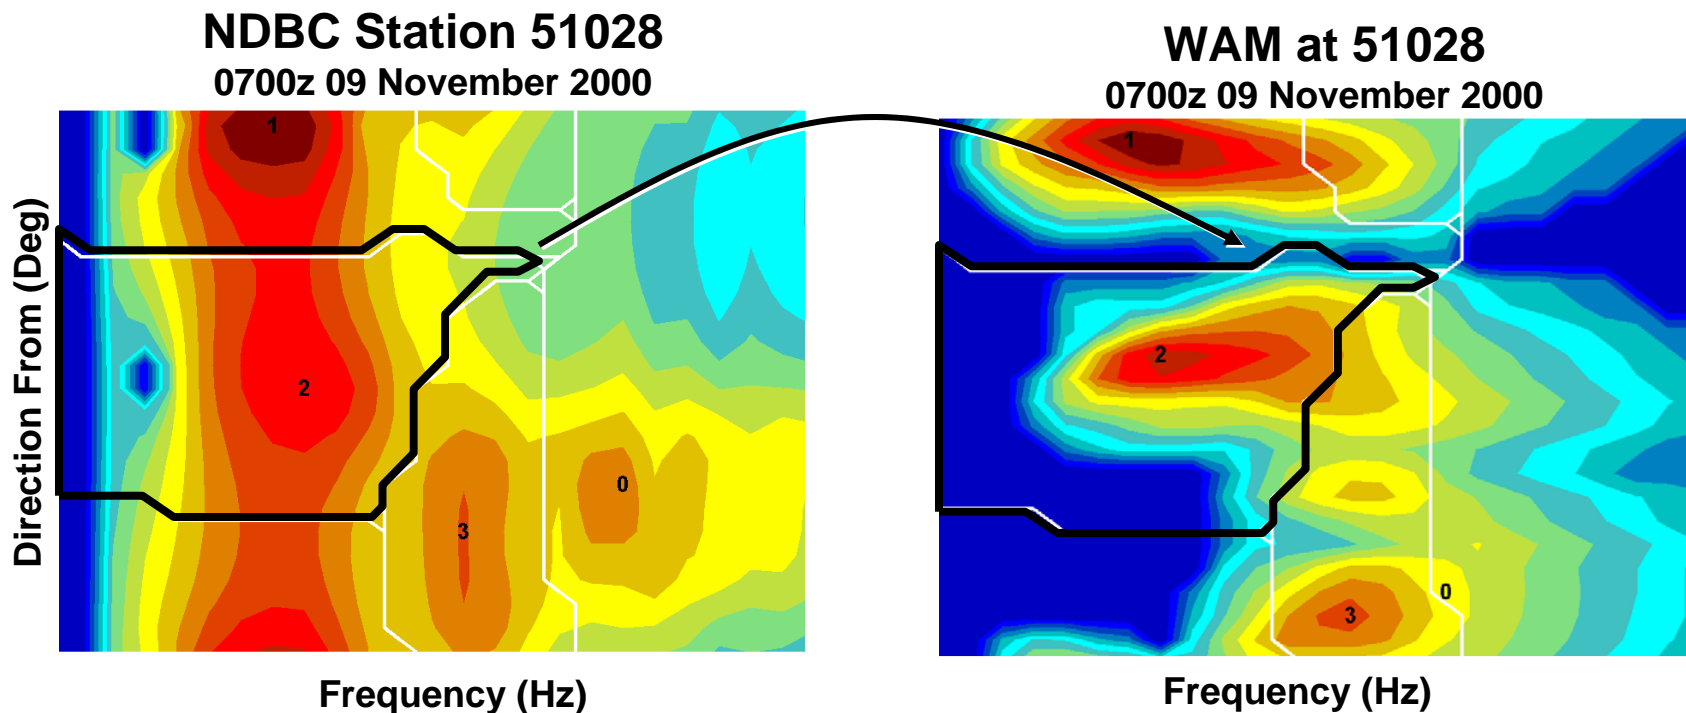 NDBC Station 51028
0700z 09 November 2000
WAM at 51028
0700z 09 November 2000
Direction From (Deg)
1
2
3
0
1
2
3
0
Frequency (Hz)
Frequency (Hz)